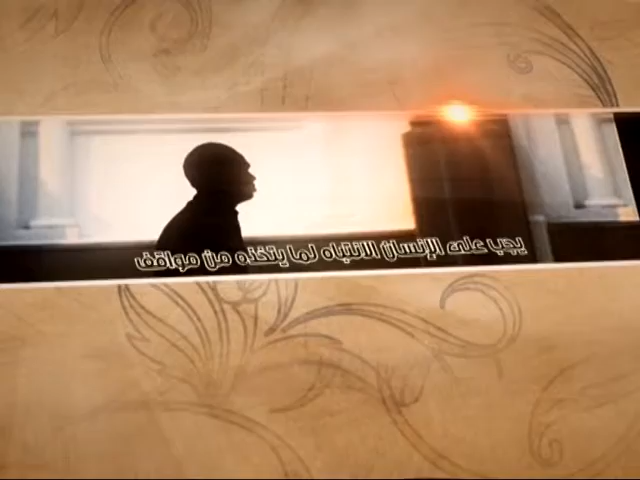 يجب على الإنسان الانتباه لما يتخذه من مواقف